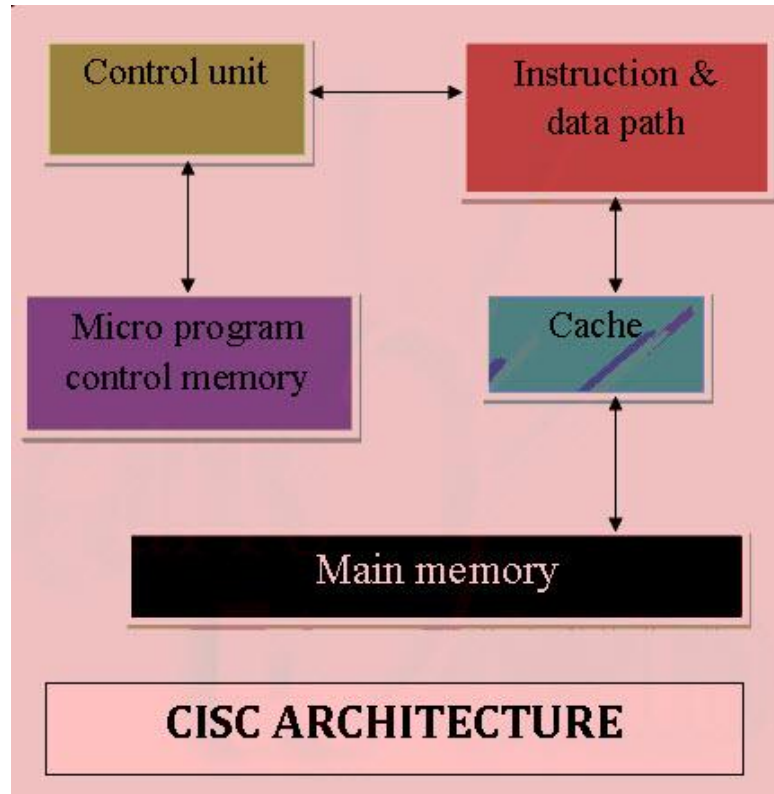 Control unit
Instruction &
data path
Micro program
control memory
Cache
Main memory
CISC ARCHITECTURE